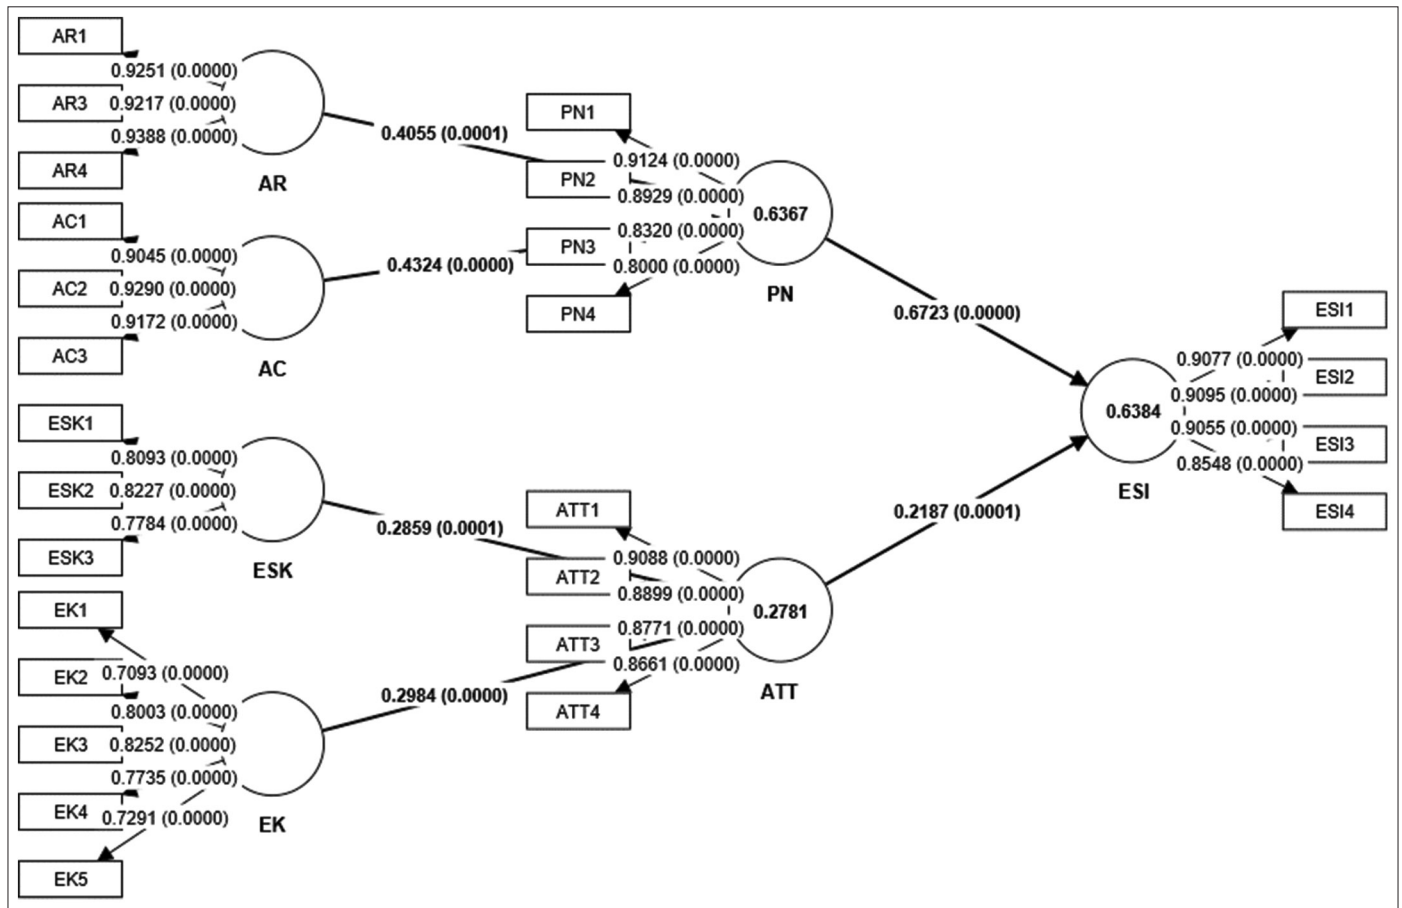 AR1
0.9251 (0.0000)
AR3
0.9217 (0.0000)
0.9388 (0.0000)
AR4
AR
AC1
0.9045 (0.0000)
AC2
0.9290 (0.0000)
0.9172 (0.0000)
AC3
AC
ESK1
0.8093 (0.0000)
ESK2
0.8227 (0.0000)
0.7784 (0.0000)
ESK3
ESK
EK1
EK2
0.7093 (0.0000)
0.8003 (0.0000)
EK3
0.8252 (0.0000)
0.7735 (0.0000)
EK4
0.7291 (0.0000)
EK5
EK
0.4055 (0.0001)
0.4324 (0.0000)
0.2859 (0.0001)
0.2984 (0.0000)
PN1
0.9124 (0.0000)
PN2
0.8929 (0.0000)
0.8320 (0.0000)
PN3
0.8000 (0.0000)
PN4
0.6367
PN
ATT1
0.9088 (0.0000)
ATT2
0.8899 (0.0000)
0.8771 (0.0000)
ATT3
0.8661 (0.0000)
ATT4
0.2781
ATT
0.6723 (0.0000)
0.2187 (0.0001)
0.6384
ESI
ESI1
0.9077 (0.0000)
ESI2
0.9095 (0.0000)
0.9055 (0.0000)
ESI3
0.8548 (0.0000)
ESI4